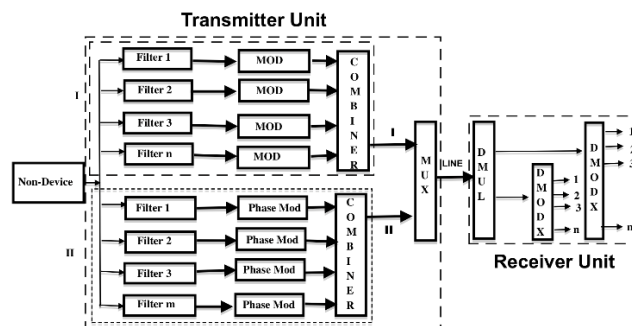 Transmitter Unit
I
Filter 1
MOD
Filter 2
MOD
Filter 3
MOD
Filter n
MOD
COMBINER
I
Non-Device
II
Filter 1
Phase Mod
Filter 2
Phase Mod
Filter 3
Phase Mod
Filter m
Phase Mod
COMBINER
II
MUX
LINE
DMUL
DMODX
1
2
3
n
DMODX
1
2
3
n
Receiver Unit